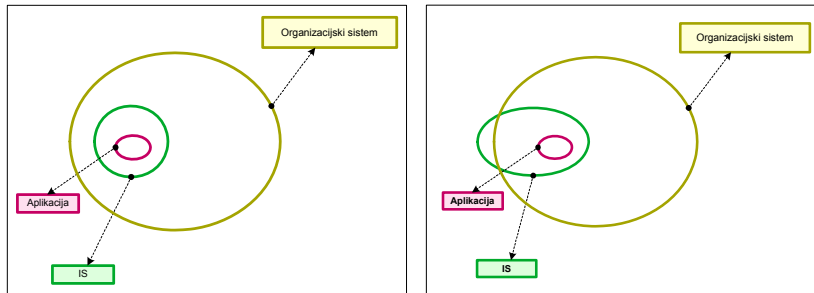 Organizacijski sistem
Aplikacija
IS
Organizacijski sistem
Aplikacija
IS